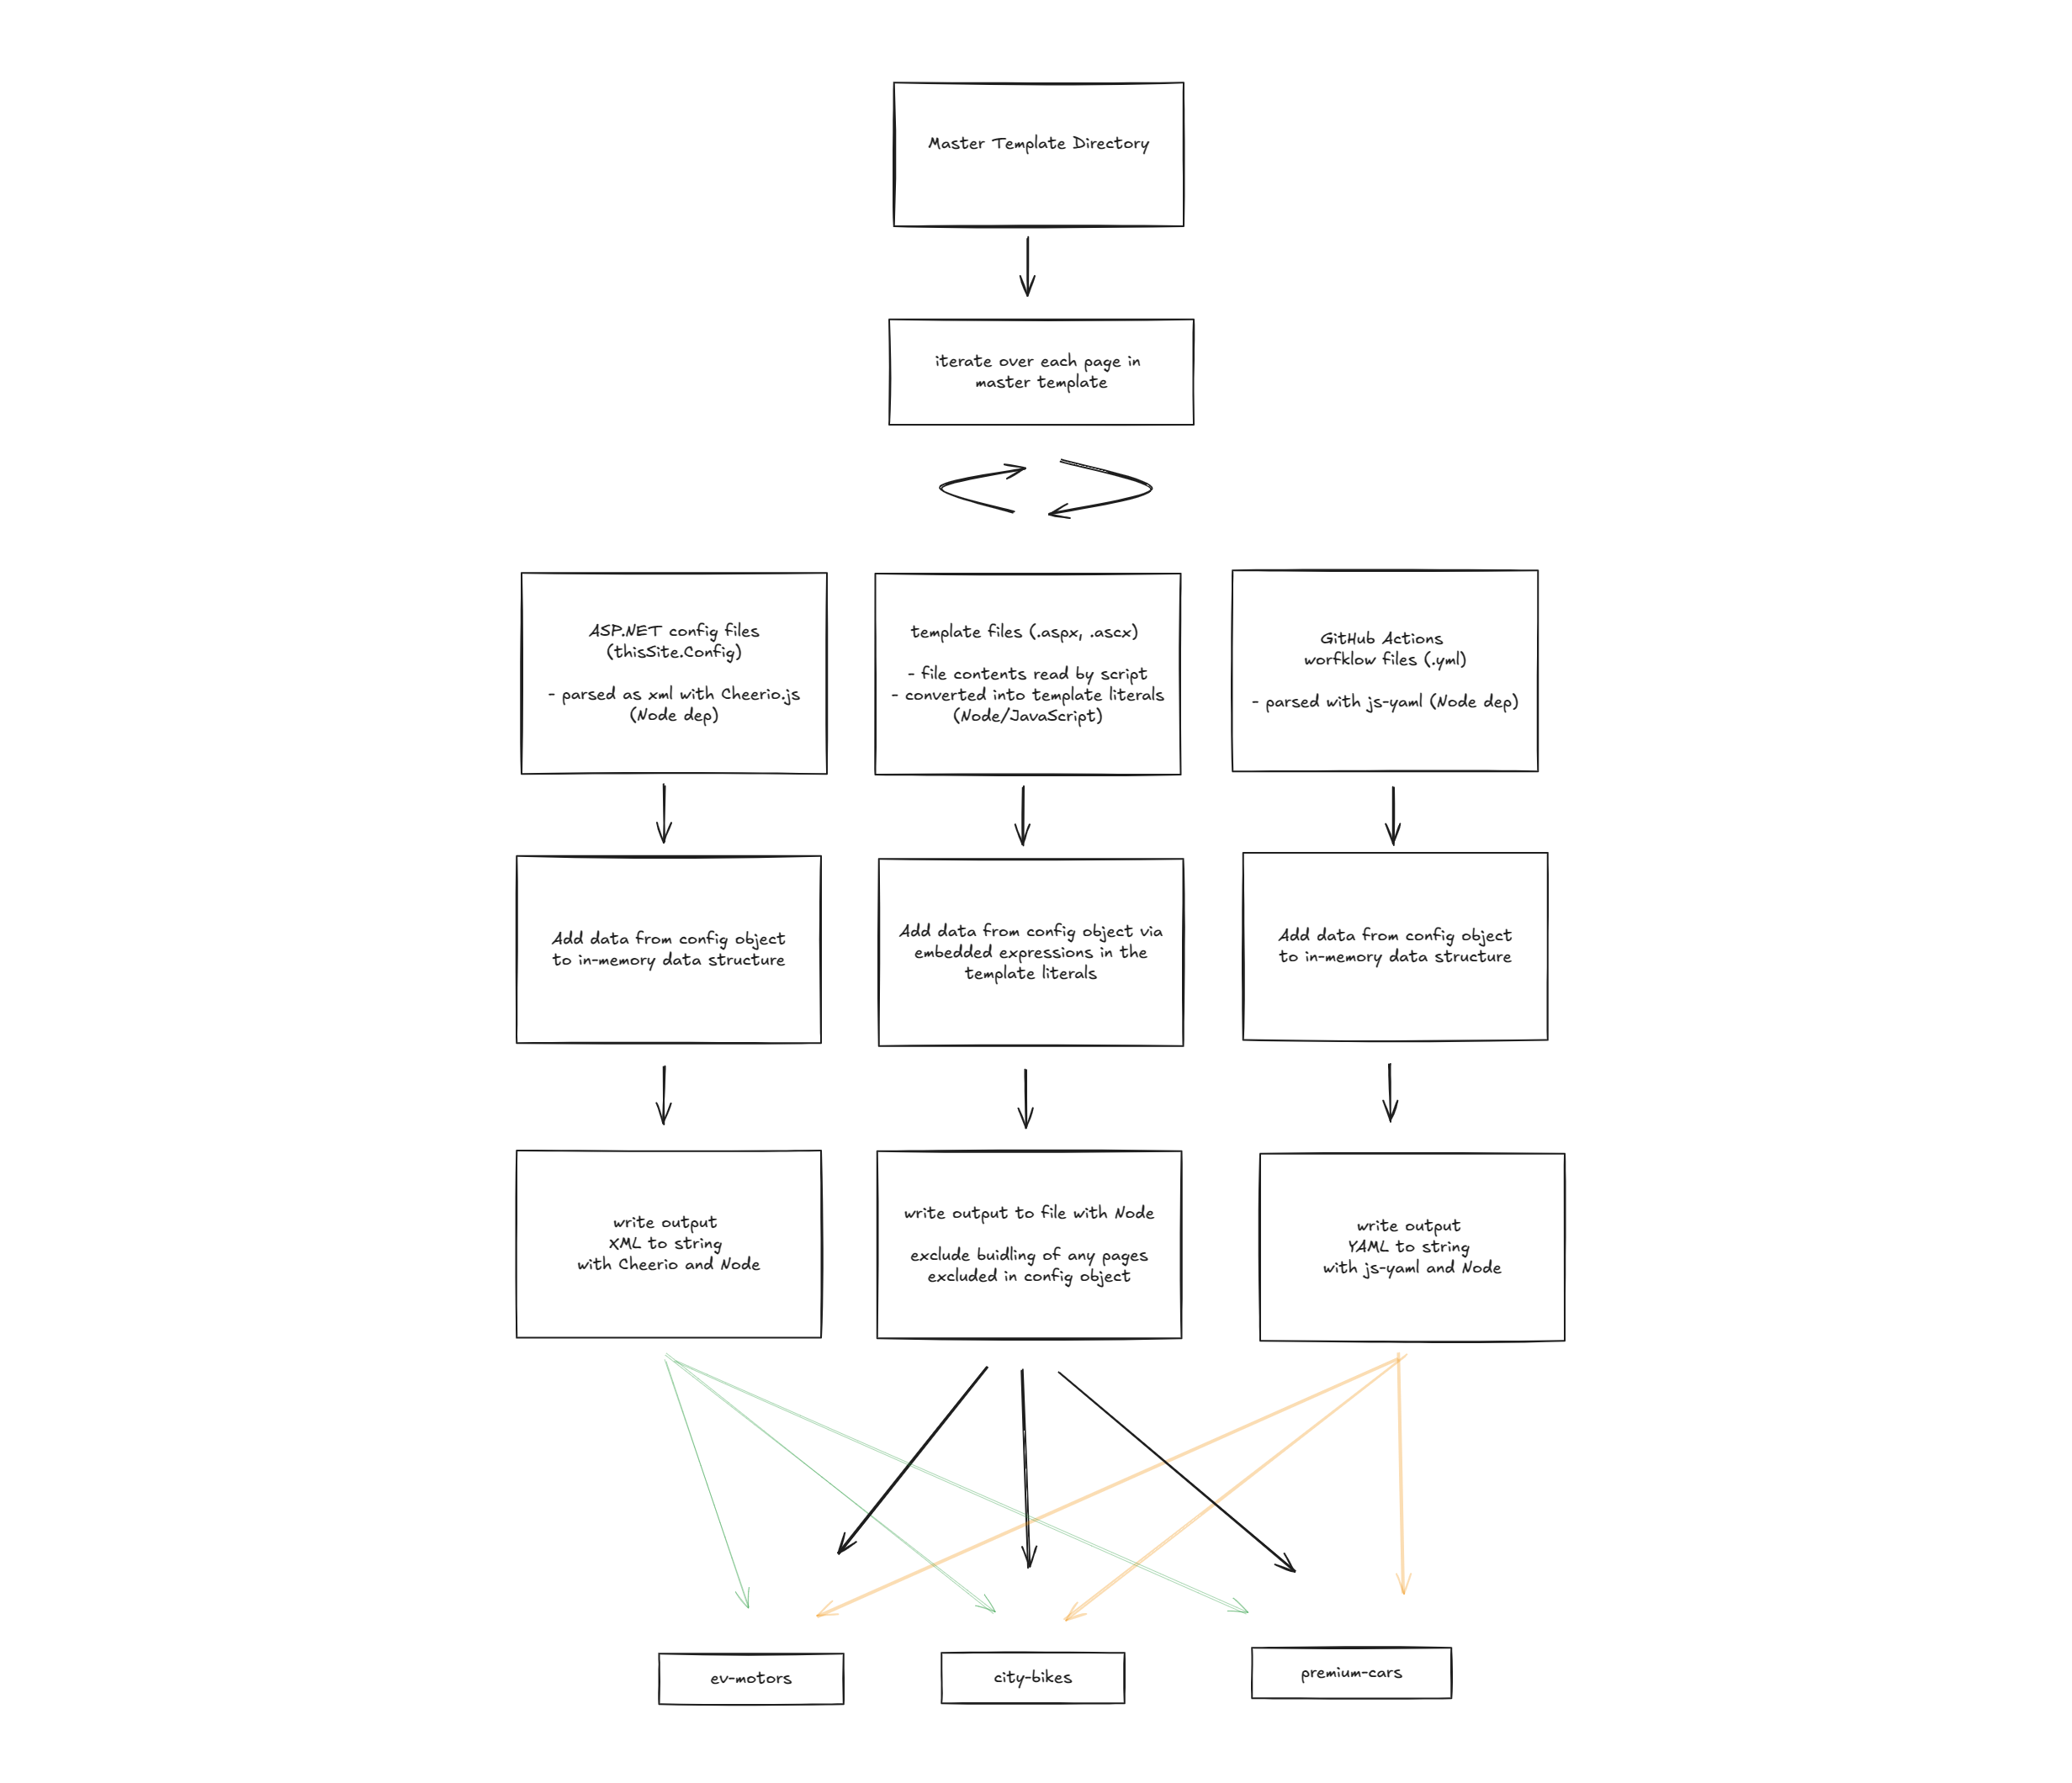 Master Template Directory
iterate over each page in
master template
ASP.NET config files
(thisSite.Config)
- parsed as xml with Cheerio.js
(Node dep)
template files (.aspx, .ascx)
- file contents read by script
- converted into template literals
(Node/JavaScript)
GitHub Actions
worfklow files (.yml)
- parsed with js-yaml (Node dep)
Add data from config object
to in-memory data structure
Add data from config object via
embedded expressions in the
template literals
Add data from config object
to in-memory data structure
write output
XML to string
with Cheerio and Node
write output to file with Node
exclude buidling of any pages
excluded in config object
write output
YAML to string
with js-yaml and Node
ev-motors
city-bikes
premium-cars